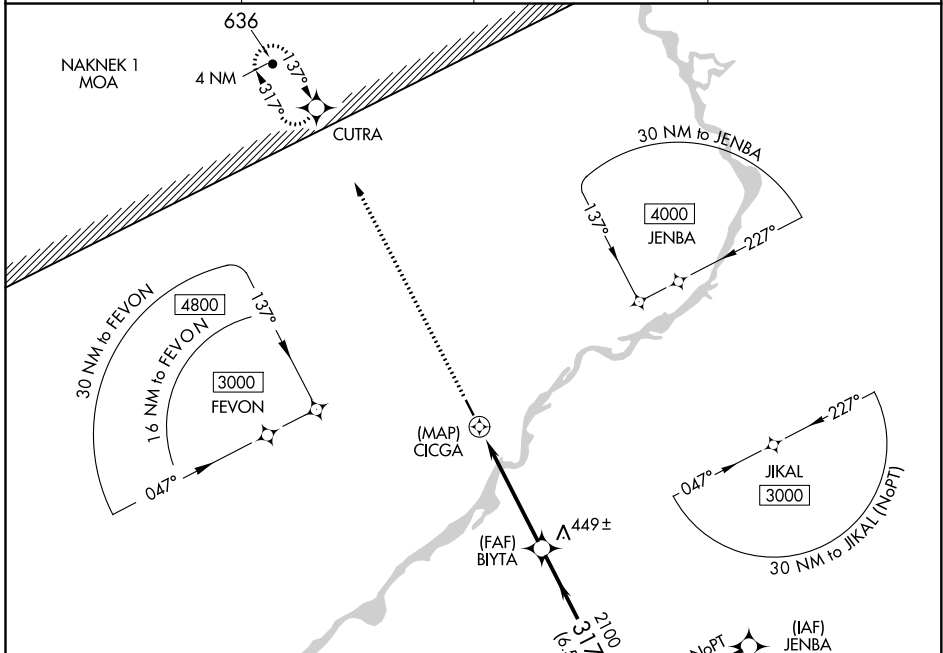 636
NAKNEK 1
MOA
4 NM
137°
317°
CUTRA
30 NM to JENBA
137°
4000
JENBA
227°
30 NM to FEVON
4800
137°
16 NM to FEVON
3000
FEVON
047°
(MAP)
CICGA
227°
047°
JIKAL
3000
30 NM to JIKAL (NoPT)
449±
(FAF)
BIYTA
2100
317
NoPT
(IAF)
JENBA